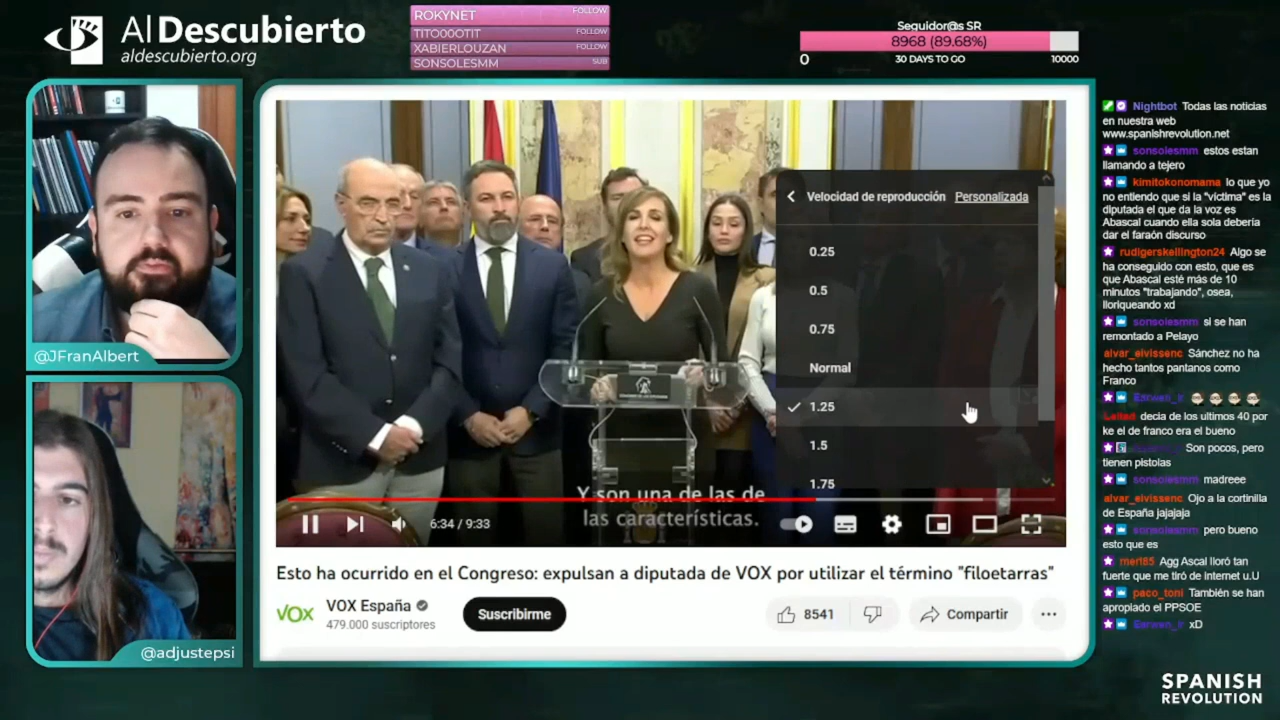 Al Descubierto
aldescubierto.org
ROKYNET FOLLOW
TITO00TIT FOLLOW
XABIERLOUZAN FOLLOW
SONSOLESMM SUB
Seguidor@s SR
8968 (89.68%)
0 30 DAYS TO GO 10000
@JFranAlbert
@adjustepsi
Velocidad de reproducción Personalizada
0.25
0.5
0.75
Normal
1.25
1.5
1.75
Y son una de las de
las características.
6:34 / 9:33
Esto ha ocurrido en el Congreso: expulsan a diputada de VOX por utilizar el término "filoetarras"
VOX
VOX España
479.000 suscriptores
Suscribirme
8541
Compartir
Nightbot Todas las noticias
en nuestra web
www.spanishrevolution.net
sonsolesmm estos estan
llamando a tejero
kimitokonomama lo que yo
no entiendo que si la "víctima" es la
diputada el que da la voz es
Abascal cuando ella sola debería
dar el faraón discurso
rudigerskellington24 Algo se
ha conseguido con esto, que es
que Abascal esté más de 10
minutos "trabajando", osea,
lloriqueando xd
sonsolesmm si se han
remontado a Pelayo
alvar_eivissenc Sánchez no ha
hecho tantos pantanos como
Franco
Earwen_ir
decia de los ultimos 40 por
ke el de franco era el bueno
Son pocos, pero
tienen pistolas
sonsolesmm madreee
alvar_eivissenc Ojo a la cortinilla
de España jajajaja
sonsolesmm pero bueno
esto que es
meri85 Agg Ascal lloró tan
fuerte que me tiró de internet u.U
paco_toni También se han
apropiado el PPSOE
Earwen_ir xD
SPANISH
REVOLUTION